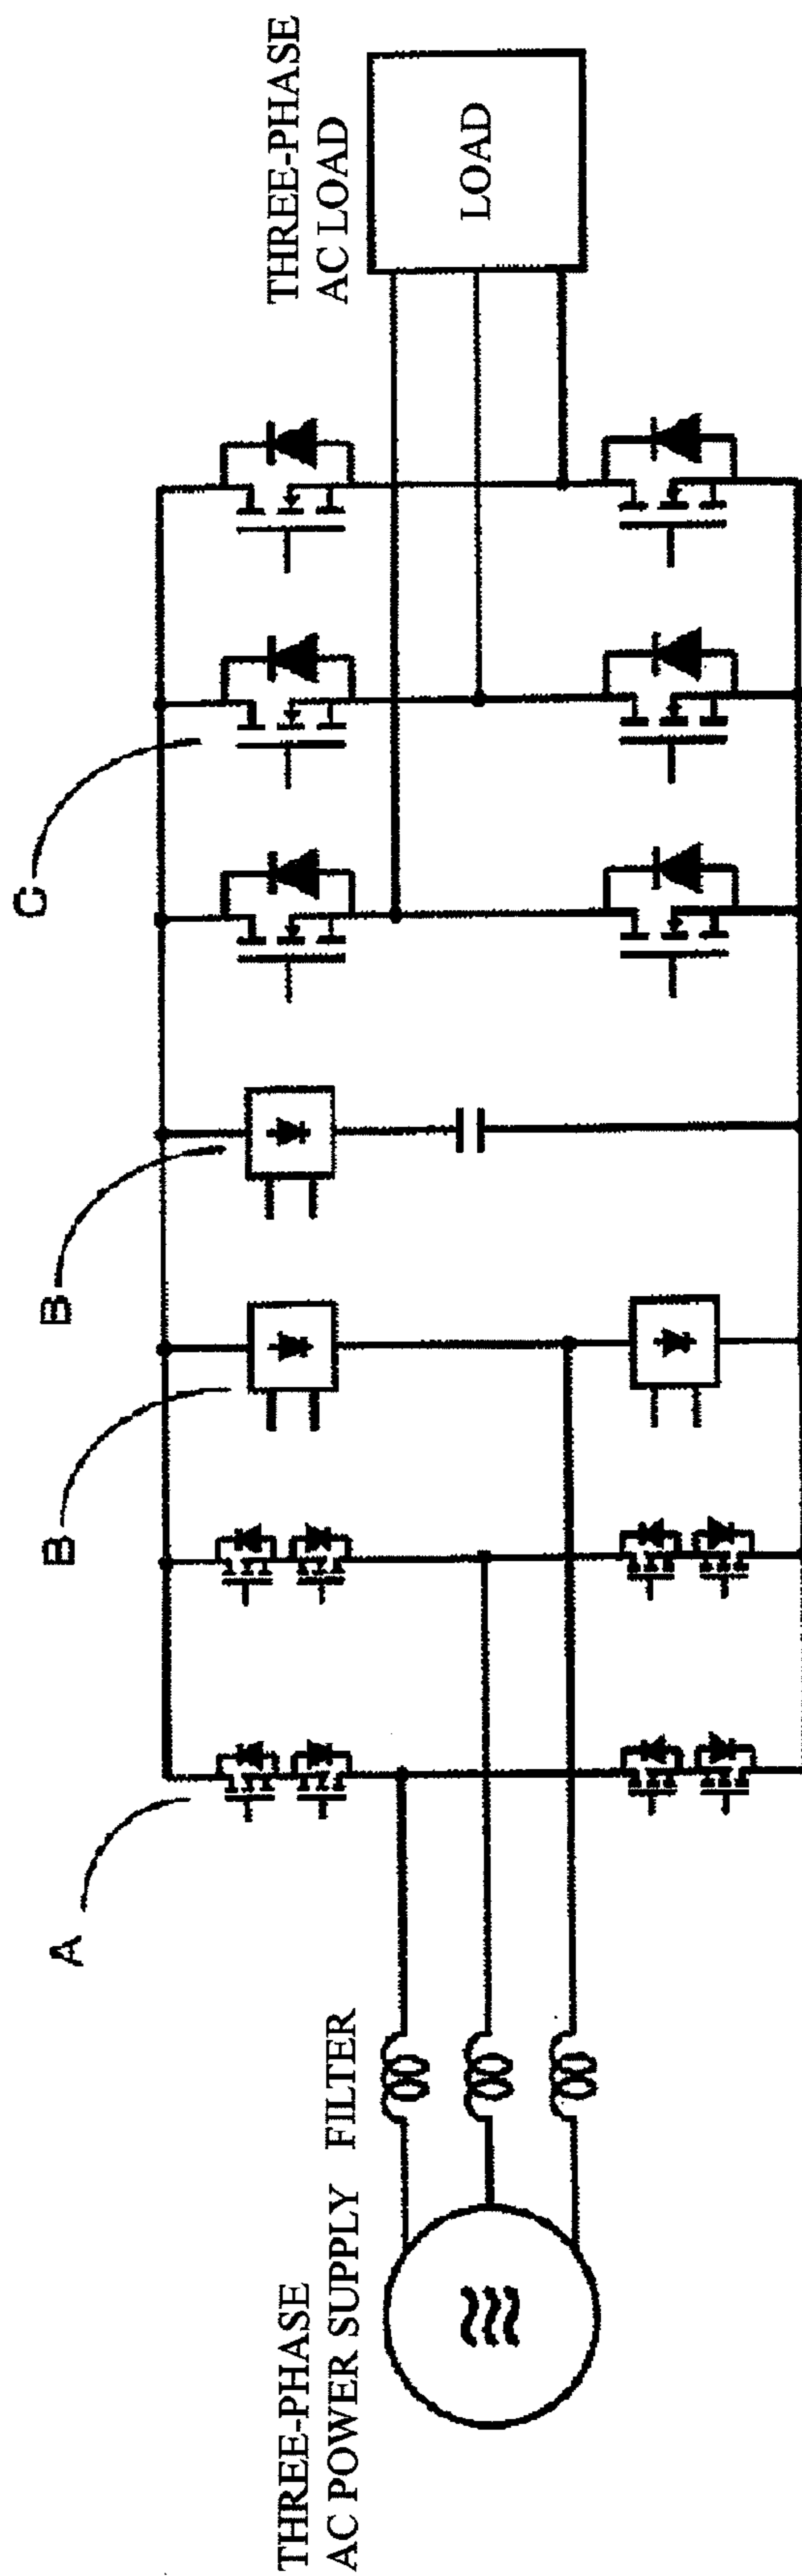 THREE-PHASE
AC POWER SUPPLY
FILTER
A
B
B
C
THREE-PHASE
AC LOAD
LOAD